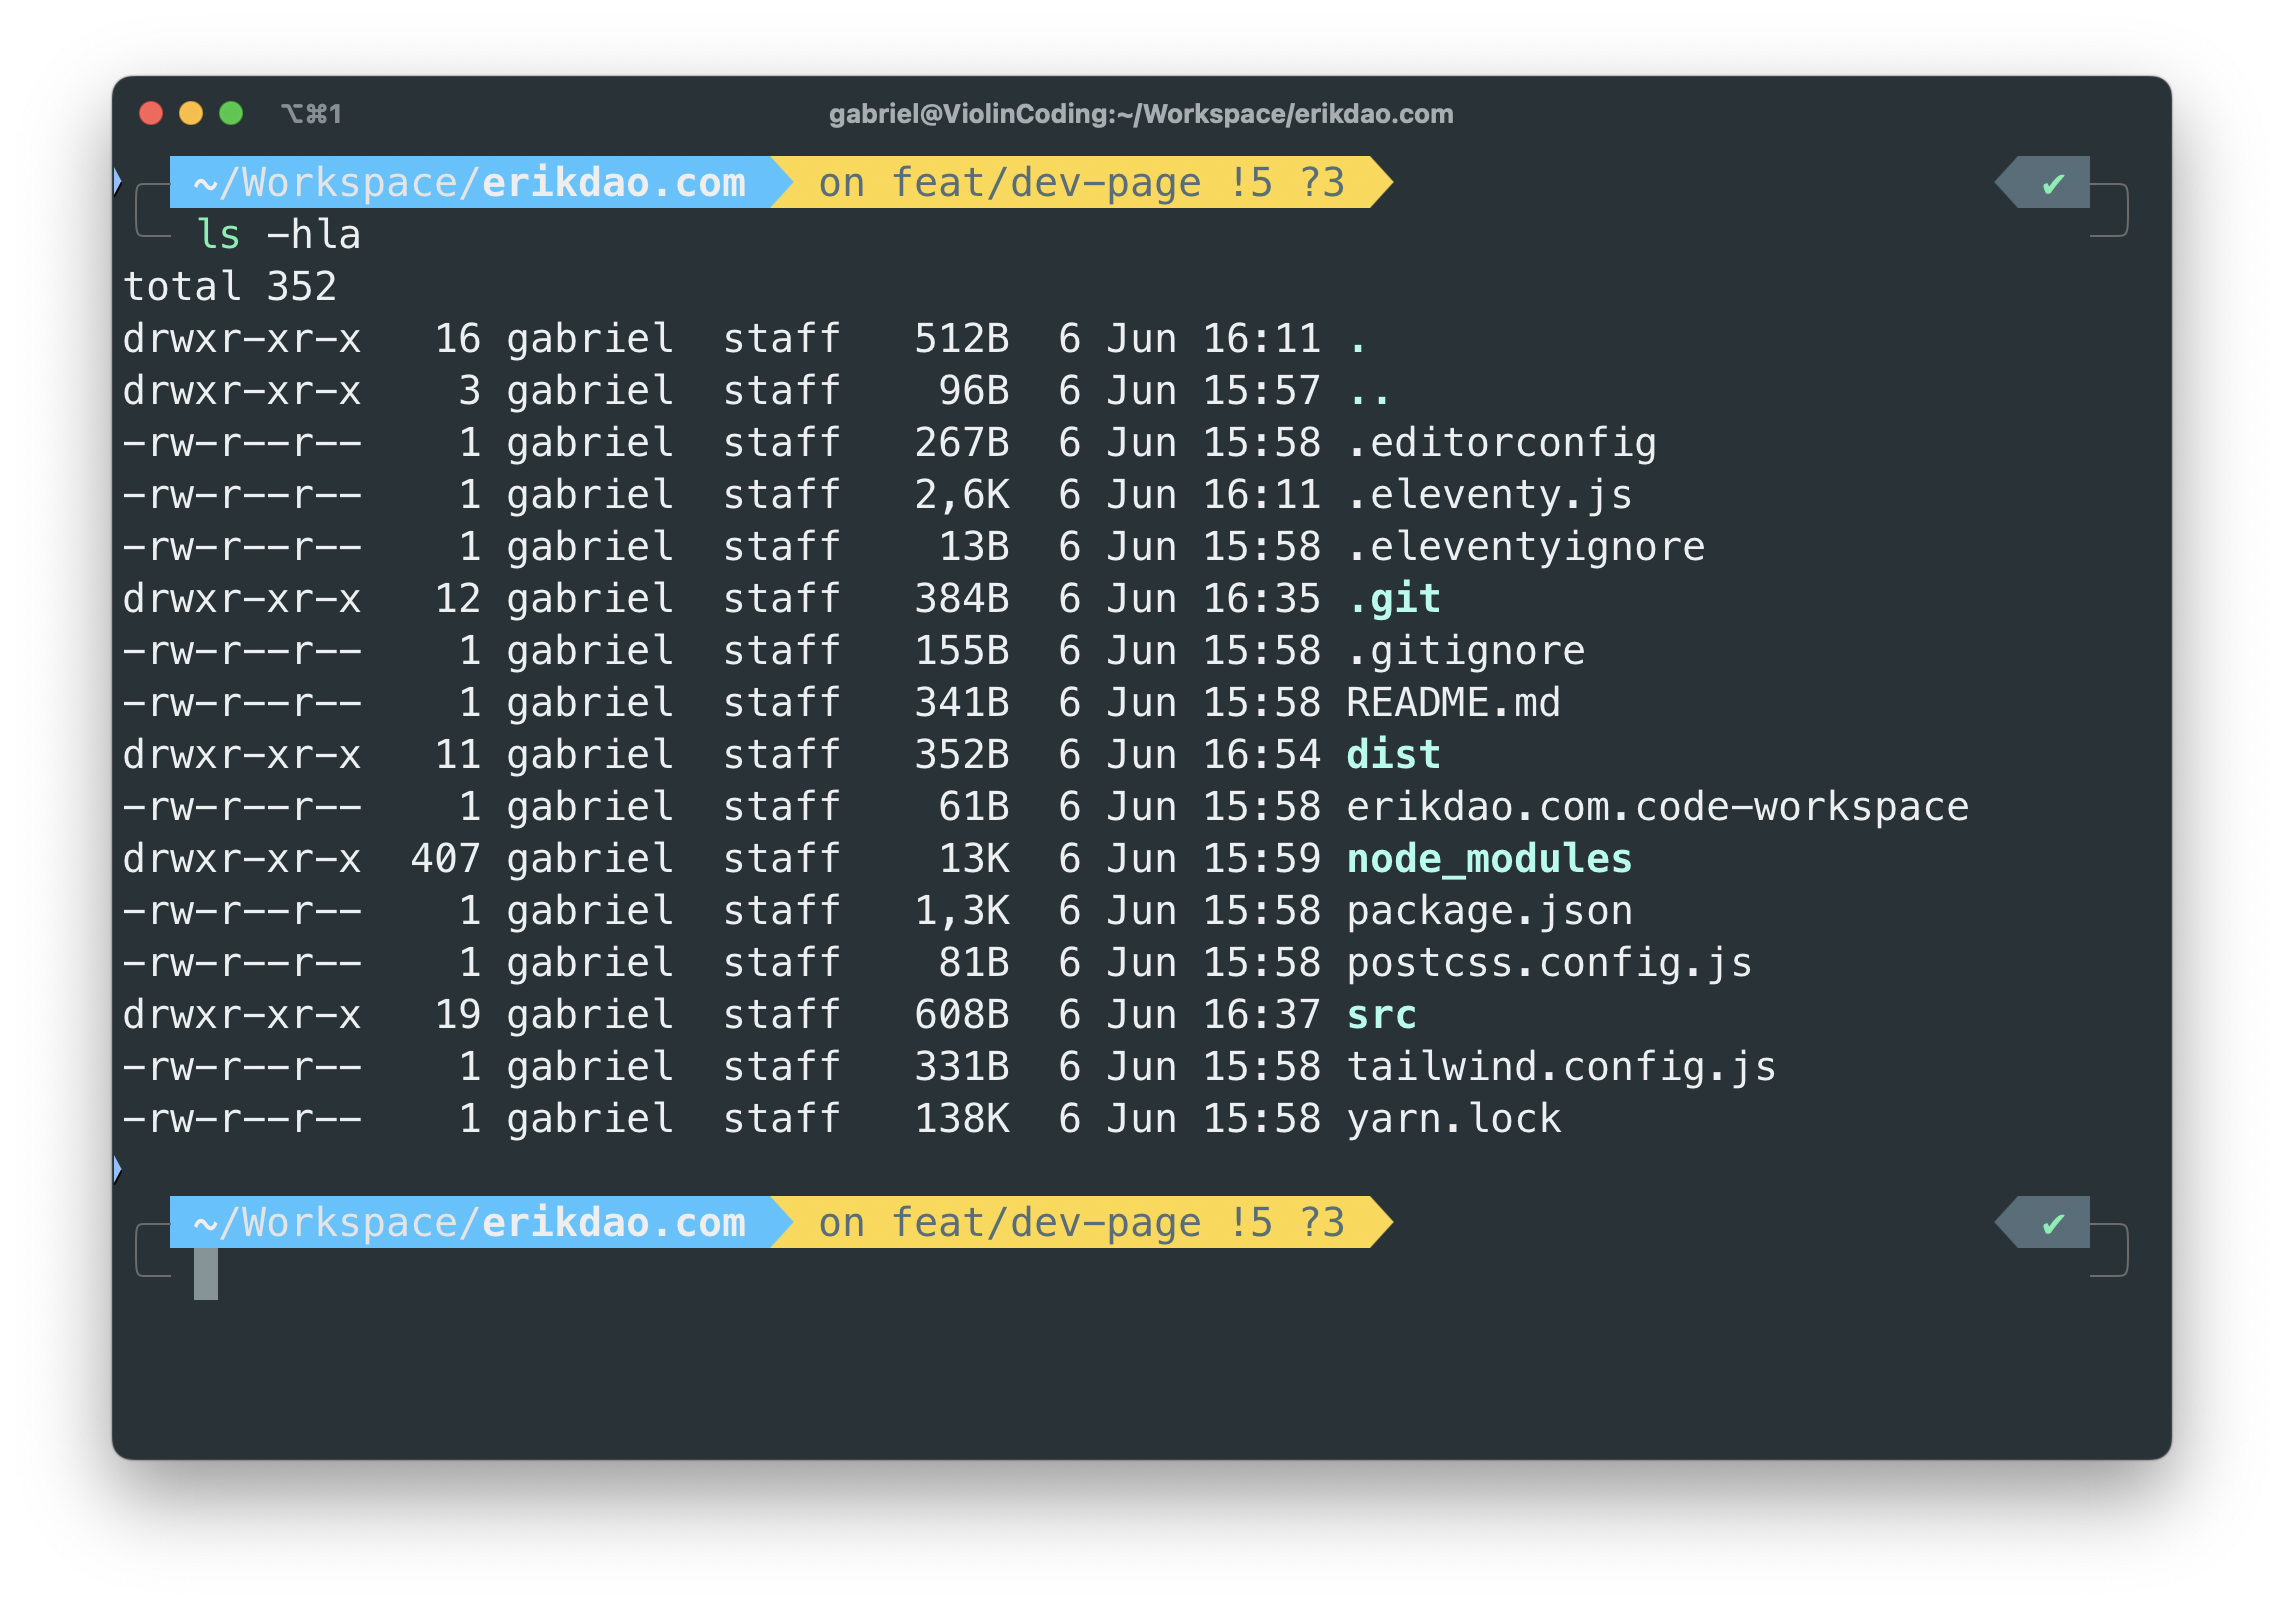 ⌥⌘1 gabriel@ViolinCoding:~/Workspace/erikdao.com
~/Workspace/erikdao.com on feat/dev-page !5 ?3 ✔
ls -hla
total 352
drwxr-xr-x   16 gabriel  staff   512B  6 Jun 16:11 .
drwxr-xr-x    3 gabriel  staff    96B  6 Jun 15:57 ..
-rw-r--r--    1 gabriel  staff   267B  6 Jun 15:58 .editorconfig
-rw-r--r--    1 gabriel  staff   2,6K  6 Jun 16:11 .eleventy.js
-rw-r--r--    1 gabriel  staff    13B  6 Jun 15:58 .eleventyignore
drwxr-xr-x   12 gabriel  staff   384B  6 Jun 16:35 .git
-rw-r--r--    1 gabriel  staff   155B  6 Jun 15:58 .gitignore
-rw-r--r--    1 gabriel  staff   341B  6 Jun 15:58 README.md
drwxr-xr-x   11 gabriel  staff   352B  6 Jun 16:54 dist
-rw-r--r--    1 gabriel  staff    61B  6 Jun 15:58 erikdao.com.code-workspace
drwxr-xr-x  407 gabriel  staff    13K  6 Jun 15:59 node_modules
-rw-r--r--    1 gabriel  staff   1,3K  6 Jun 15:58 package.json
-rw-r--r--    1 gabriel  staff    81B  6 Jun 15:58 postcss.config.js
drwxr-xr-x   19 gabriel  staff   608B  6 Jun 16:37 src
-rw-r--r--    1 gabriel  staff   331B  6 Jun 15:58 tailwind.config.js
-rw-r--r--    1 gabriel  staff   138K  6 Jun 15:58 yarn.lock
~/Workspace/erikdao.com on feat/dev-page !5 ?3 ✔